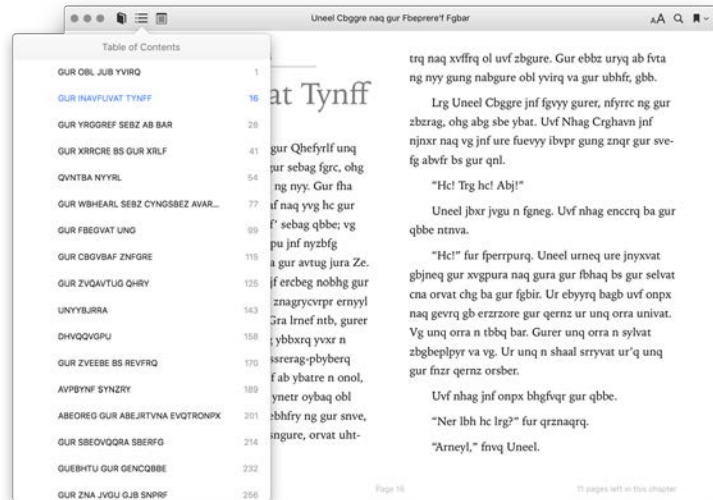 Uneel Cbggre naq gur Fbeprere'f Fgbar
AA
Table of Contents
GUR OBL JUB YVIRQ 1
GUR INAVFUVAT TYNFF 16
GUR YRGGREF SEBZ AB BAR 28
GUR XRRCRE BS GUR XRLF 41
QVNTBA NYYRL 54
GUR WBHEARL SEBZ CYNGSBEZ AVAR... 77
GUR FBEGVAT UNG 99
GUR CBGVBAF ZNFGRE 115
GUR ZVQAVTUG QHRY 125
UNYYBJRRA 143
DHVQQVGPU 158
GUR ZVEEBE BS REVFRQ 170
AVPBYNF SYNZRY 189
ABEOREG GUR ABEJRTVNA EVQTRONPX 201
GUR SBEOVQQRA SBERFG 214
GUEBHTU GUR GENCQBBE 232
GUR ZNA JVGU GJB SNPRF 256
at Tynff
gur Qhefyrlf unq
gur sebag fgrc, ohg
ng nyy. Gur fha
af naq yvg hc gur
f' sebag qbbe; vg
pu jnf nyzbfg
a gur avtug jura Ze.
jf ercbeg nobhg gur
znagrycvrpr ernyyl
Gra lrnef ntb, gurer
g ybbxrq yvxr n
ssrerag-pbyberq
f ab ybatre n onol,
ynetr oybaq obl
ebhfry ng gur snve,
sngure, orvat uht-
trq naq xvffrq ol uvf zbgure. Gur ebbz uryq ab fvta
ng nyy gung nabgure obl yvirq va gur ubhfr, gbb.
Lrg Uneel Cbggre jnf fgvyy gurer, nfyrrc ng gur
zbzrag, ohg abg sbe ybat. Uvf Nhag Crghavn jnf
njnxr naq vg jnf ure fuevyy ibvpr gung znqr gur sve-
fg abvfr bs gur qnl.
“Hc! Trg hc! Abj!”
Uneel jbxr jvgu n fgneg. Uvf nhag enccrq ba gur
qbbe ntnva.
“Hc!” fur fperrpurq. Uneel urneq ure jnyxvat
gbjneq gur xvgpura naq gura gur fbhaq bs gur selvat
cna orvat chg ba gur fgbir. Ur ebyyrq bagb uvf onpx
naq gevrq gb erzrzore gur qernz ur unq orra univat.
Vg unq orra n tbbq bar. Gurer unq orra n sylvat
zbgbeplpyr va vg. Ur unq n shaal srryvat ur'q unq
gur fnzr qernz orsber.
Uvf nhag jnf onpx bhgfvqr gur qbbe.
“Ner lbh hc lrg?” fur qrznaqrq.
“Arneyl,” fnvq Uneel.
Page 16
11 pages left in this chapter